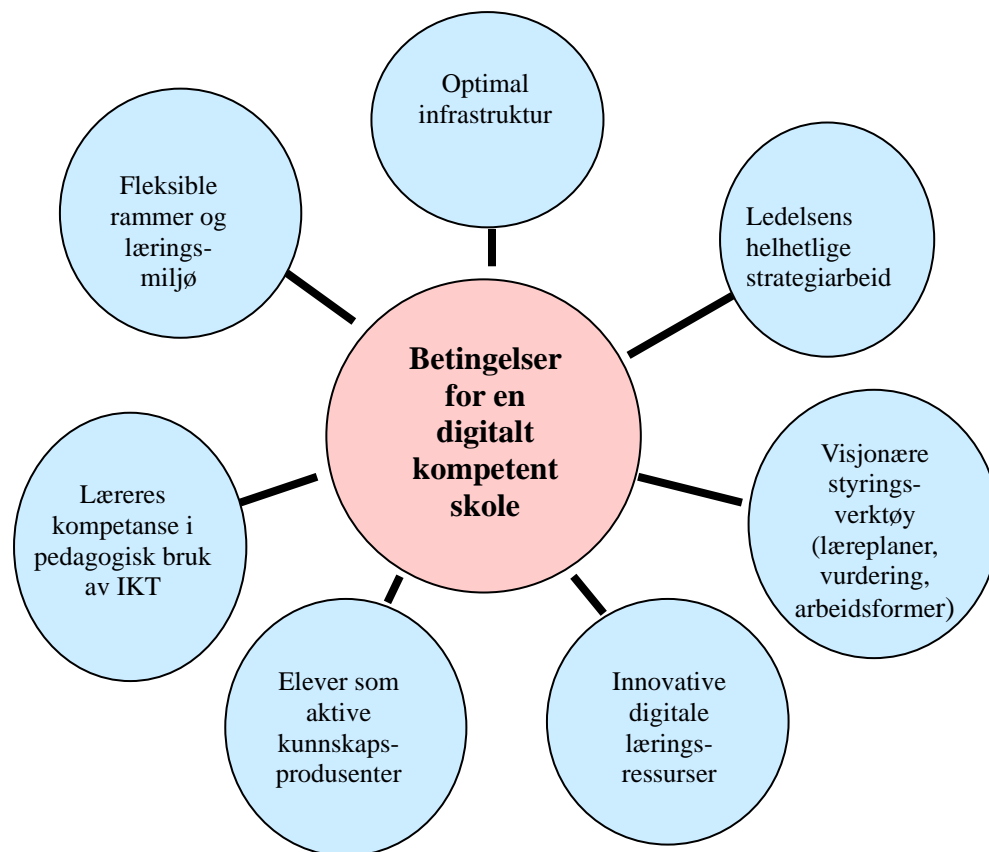 Optimal
infrastruktur
Fleksible
rammer og
lærings-
miljø
Ledelsens
helhetlige
strategiarbeid
Betingelser
for en
digitalt
kompetent
skole
Læreres
kompetanse i
pedagogisk bruk
av IKT
Visjonære
styrings-
verktøy
(læreplaner,
vurdering,
arbeidsformer)
Elever som
aktive
kunnskaps-
produsenter
Innovative
digitale
lærings-
ressurser